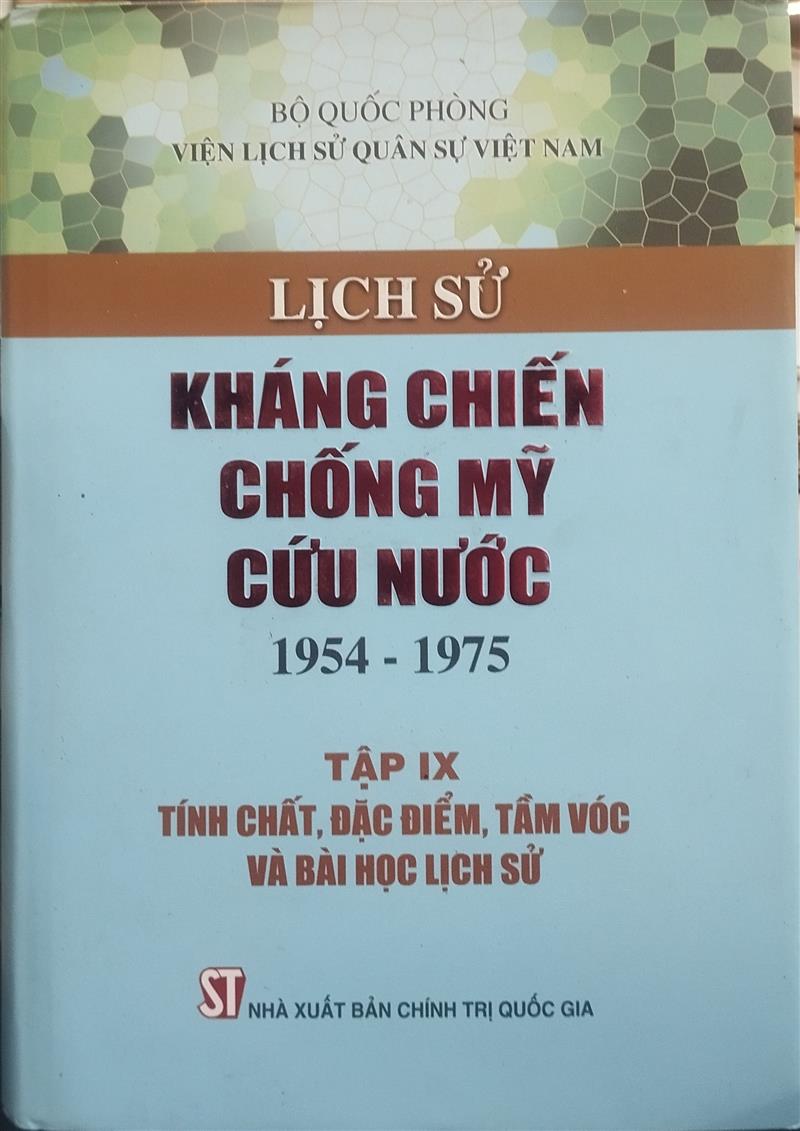 BỘ QUỐC PHÒNG
VIỆN LỊCH SỬ QUÂN SỰ VIỆT NAM
LỊCH SỬ
KHÁNG CHIẾN
CHỐNG MỸ
CỨU NƯỚC
1954 - 1975
TẬP IX
TÍNH CHẤT, ĐẶC ĐIỂM, TẦM VÓC
VÀ BÀI HỌC LỊCH SỬ
ST NHÀ XUẤT BẢN CHÍNH TRỊ QUỐC GIA